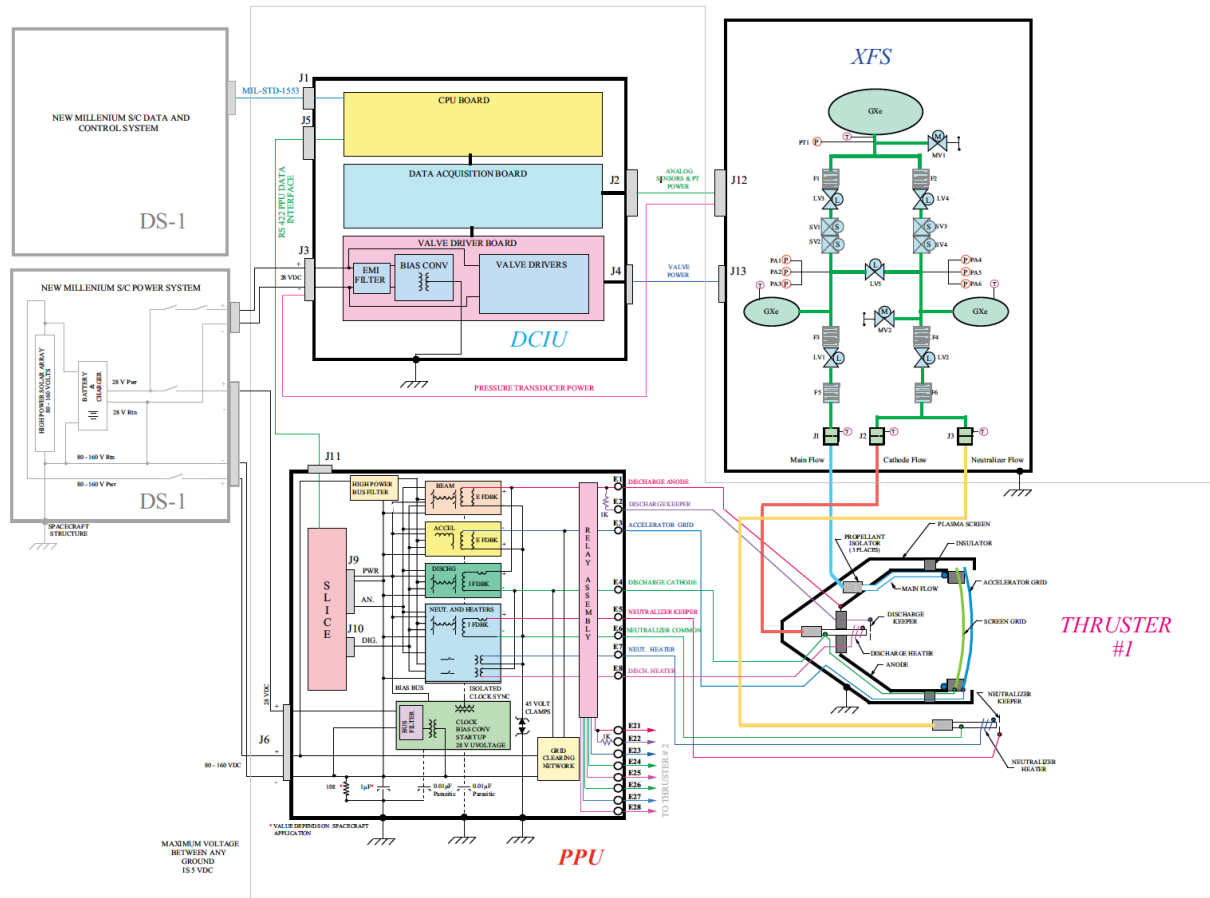 NEW MILLENIUM S/C DATA AND
CONTROL SYSTEM
DS-1
MIL-STD-1553
J1
J5
RS 422 PPU DATA
INTERFACE
CPU BOARD
DATA ACQUISITION BOARD
VALVE DRIVER BOARD
EMI
FILTER
BIAS CONV
VALVE DRIVERS
J2
J3
J4
+
28 VDC
-
DCIU
ANALOG
SENSORS & PT
POWER
VALVE
POWER
PRESSURE TRANSDUCER POWER
J12
J13
XFS
GXe
PT1
P
T
M
MV1
F1
F2
LV3
L
LV4
L
SV1
S
SV2
S
SV3
S
SV4
S
PA1
P
PA2
P
PA3
P
L
LV5
PA4
P
PA5
P
PA6
P
T
T
GXe
GXe
M
MV2
F3
F4
LV1
L
LV2
L
F5
F6
J1
T
J2
T
J3
T
Main Flow
Cathode Flow
Neutralizer Flow
NEW MILLENIUM S/C POWER SYSTEM
HIGH POWER SOLAR ARRAY
80 - 160 VOLTS
BATTERY
&
CHARGER
28 V Pwr
28 V Rtn
80 - 160 V Rtn
80 - 160 V Pwr
DS-1
SPACECRAFT
STRUCTURE
J11
HIGH POWER
BUS FILTER
BEAM
E FDBK
ACCEL
E FDBK
DISCHG
I FDBK
NEUT. AND HEATERS
I FDBK
SLICE
J9
PWR
AN.
J10
DIG.
BIAS BUS
ISOLATED
CLOCK SYNC
BUS
FILTER
CLOCK
BIAS CONV
STARTUP
28 V UVOLTAGE
45 VOLT
CLAMPS
GRID
CLEARING
NETWORK
RELAY ASSEMBLY
1K
1K
28 VDC
J6
80 - 160 VDC
10Ω *
1µF*
0.01µF
Parasitic
0.01µF
Parasitic
* VALUE DEPENDS ON SPACECRAFT
APPLICATION
PPU
MAXIMUM VOLTAGE
BETWEEN ANY
GROUND
IS 5 VDC
E1 DISCHARGE ANODE
E2 DISCHARGE KEEPER
E3 ACCELERATOR GRID
E4 DISCHARGE CATHODE
E5 NEUTRALIZER KEEPER
E6 NEUTRALIZER COMMON
E7 NEUT. HEATER
E8 DISCH. HEATER
E21
E22
E23
E24
E25
E26
E27
E28
TO THRUSTER # 2
PLASMA SCREEN
PROPELLANT
ISOLATOR
(3 PLACES)
INSULATOR
MAIN FLOW
ACCELERATOR GRID
DISCHARGE
KEEPER
SCREEN GRID
DISCHARGE HEATER
ANODE
NEUTRALIZER
KEEPER
NEUTRALIZER
HEATER
THRUSTER
#1